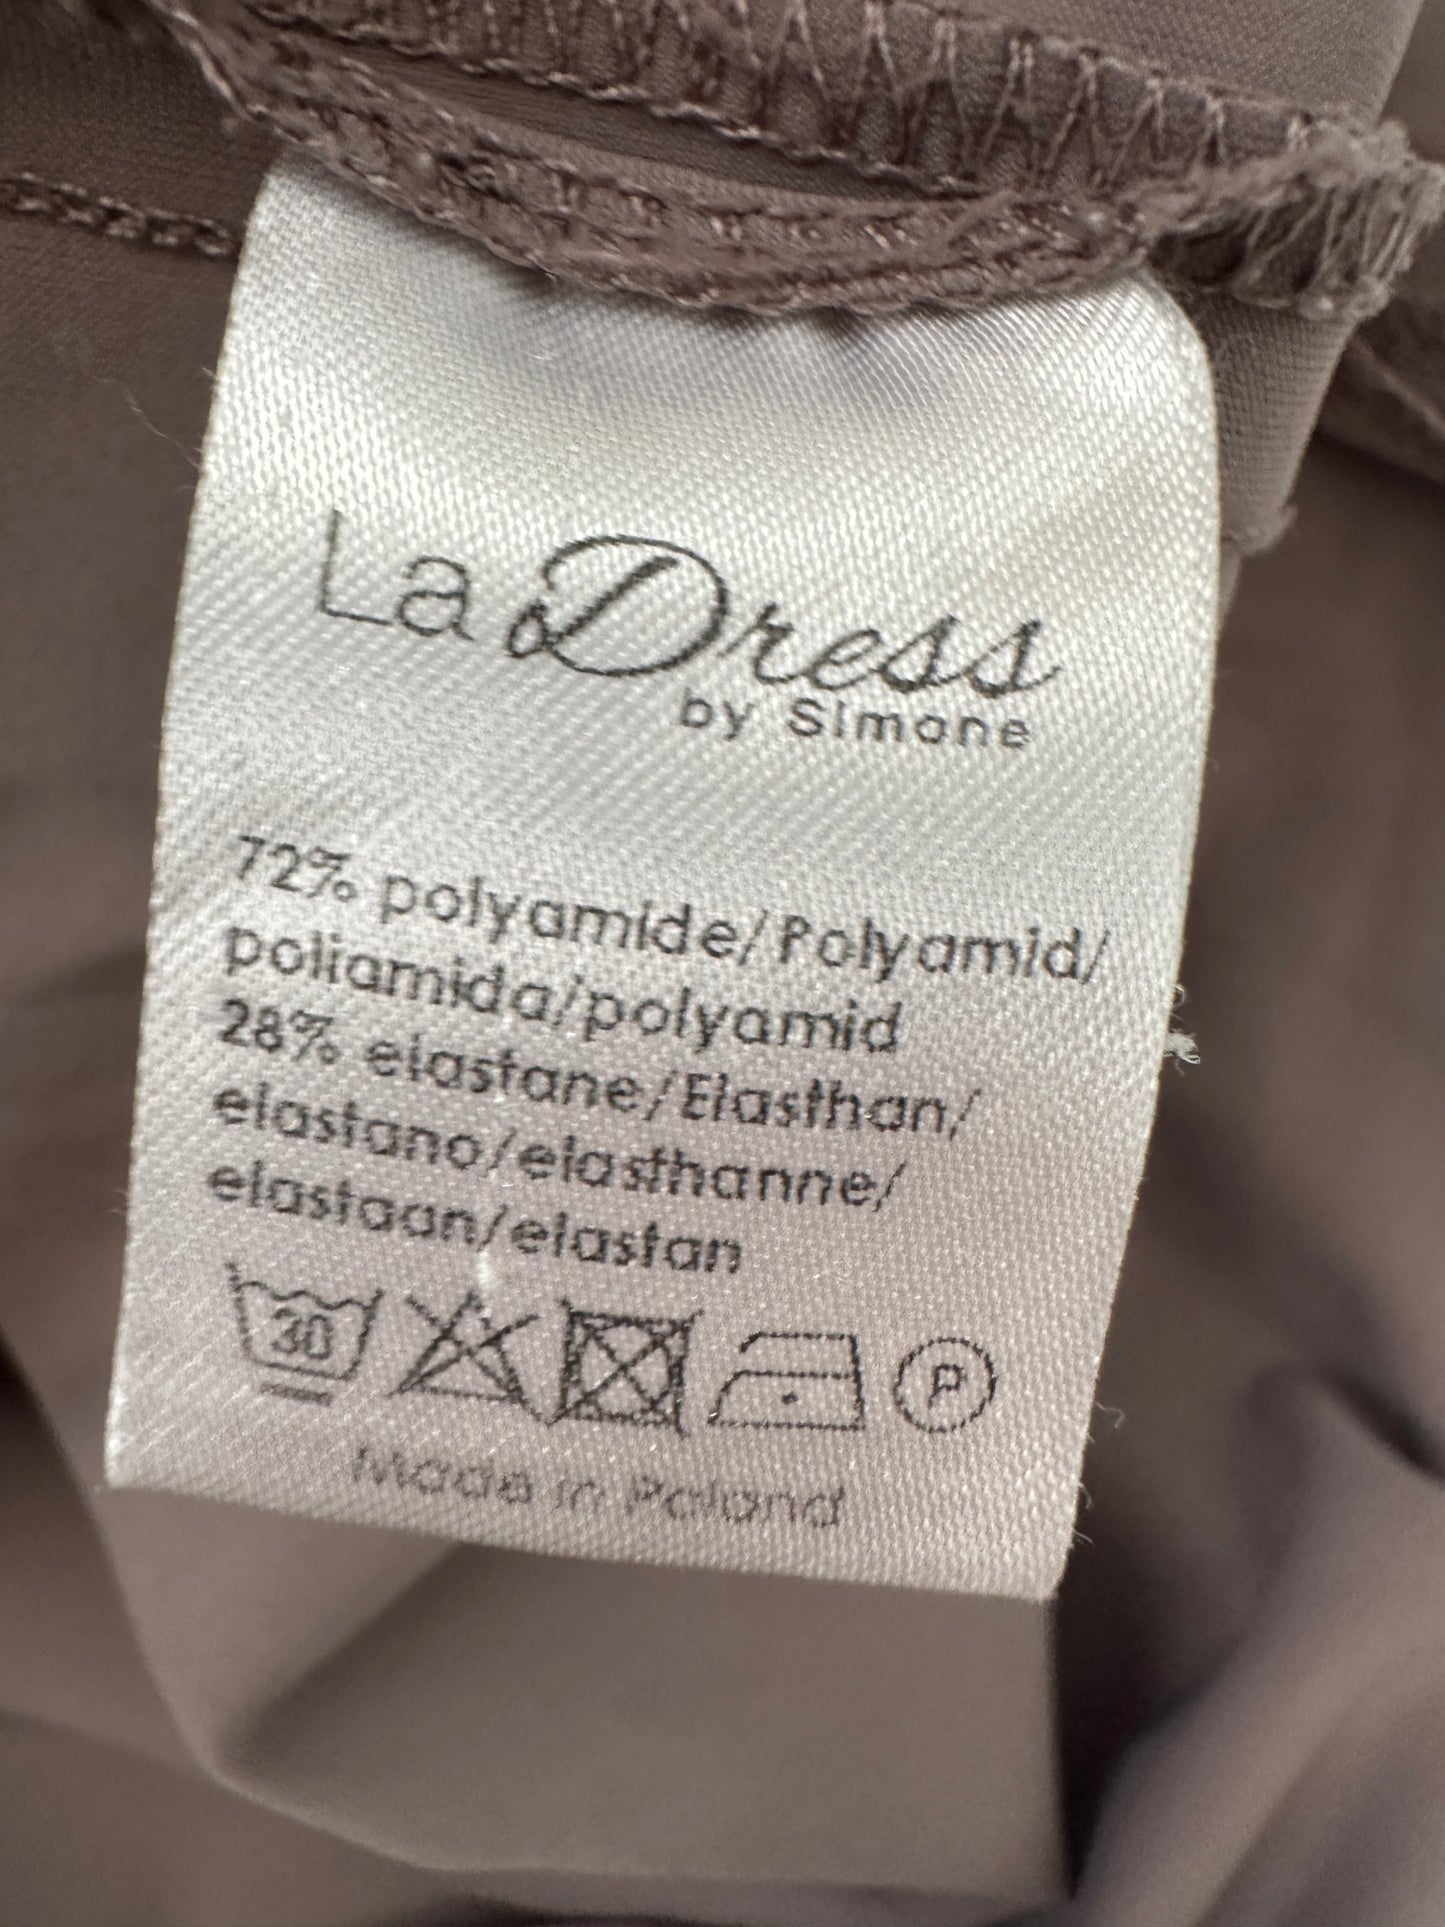 La Dress
by Simone
72% polyamide/Polyamid/
poliamida/polyamid
28% elastane/Elasthan/
elastano/elasthanne/
elastaan/elastan
30
P
Made in Poland